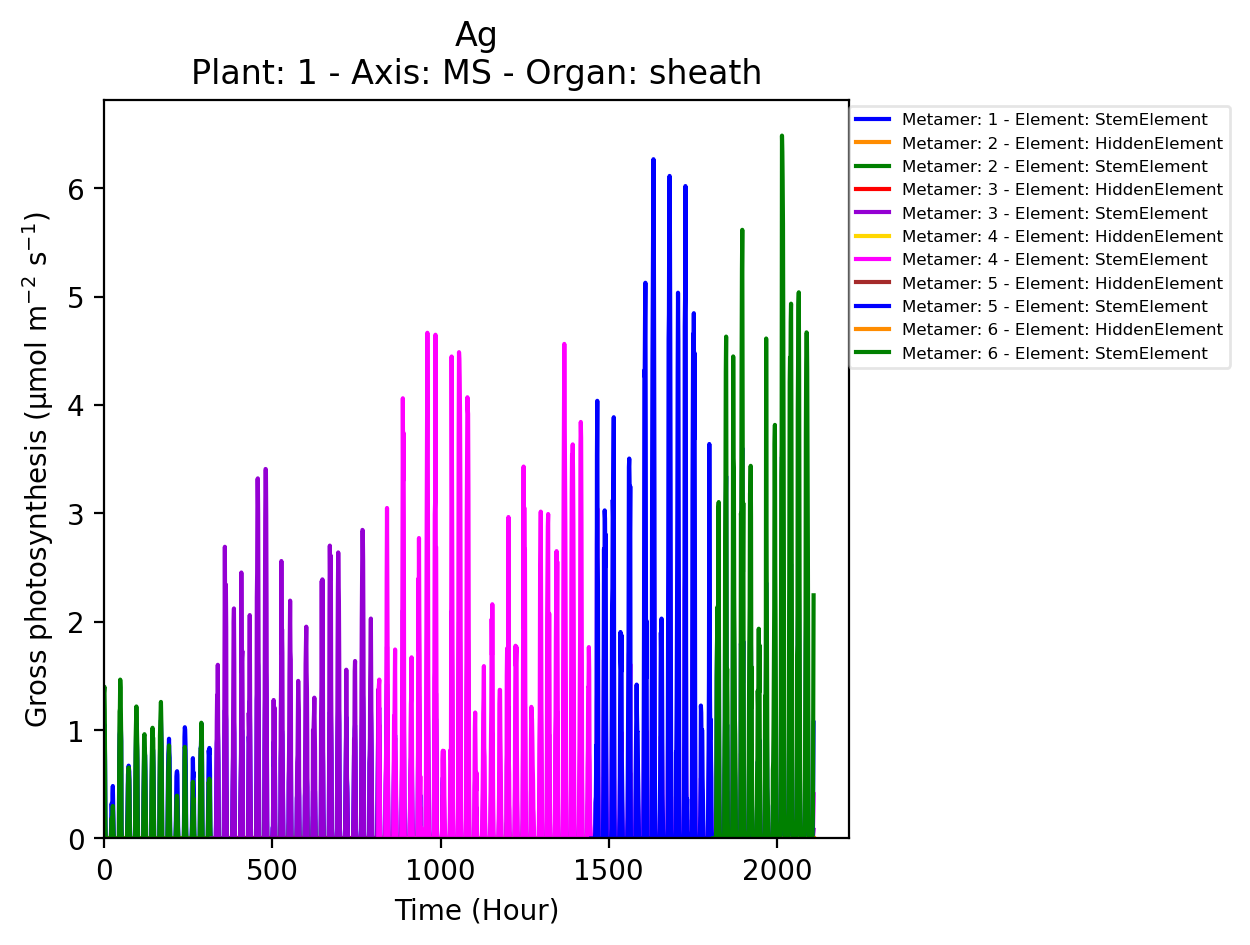 Ag
Plant: 1 - Axis: MS - Organ: sheath
Gross photosynthesis (µmol m⁻² s⁻¹)
6
5
4
3
2
1
0
0 500 1000 1500 2000
Time (Hour)
Metamer: 1 - Element: StemElement
Metamer: 2 - Element: HiddenElement
Metamer: 2 - Element: StemElement
Metamer: 3 - Element: HiddenElement
Metamer: 3 - Element: StemElement
Metamer: 4 - Element: HiddenElement
Metamer: 4 - Element: StemElement
Metamer: 5 - Element: HiddenElement
Metamer: 5 - Element: StemElement
Metamer: 6 - Element: HiddenElement
Metamer: 6 - Element: StemElement